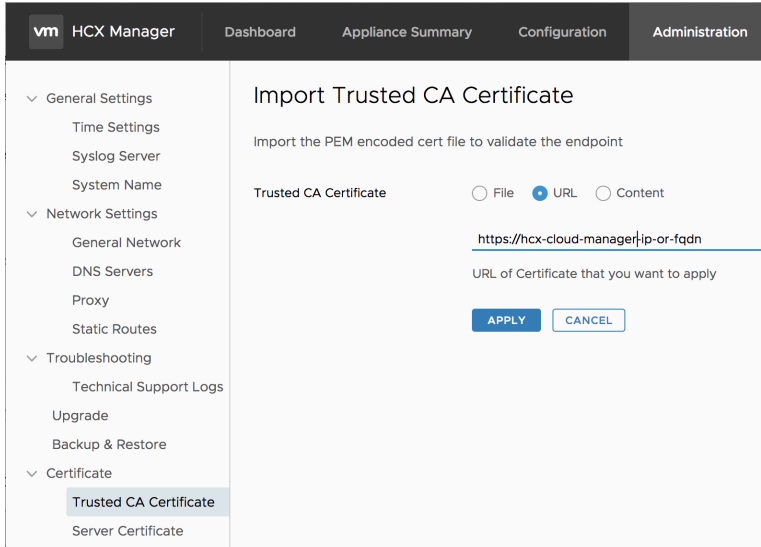 vm HCX Manager Dashboard Appliance Summary Configuration Administration
General Settings
Time Settings
Syslog Server
System Name
Network Settings
General Network
DNS Servers
Proxy
Static Routes
Troubleshooting
Technical Support Logs
Upgrade
Backup & Restore
Certificate
Trusted CA Certificate
Server Certificate
Import Trusted CA Certificate
Import the PEM encoded cert file to validate the endpoint
Trusted CA Certificate File URL Content
https://hcx-cloud-manager-ip-or-fqdn
URL of Certificate that you want to apply
APPLY CANCEL